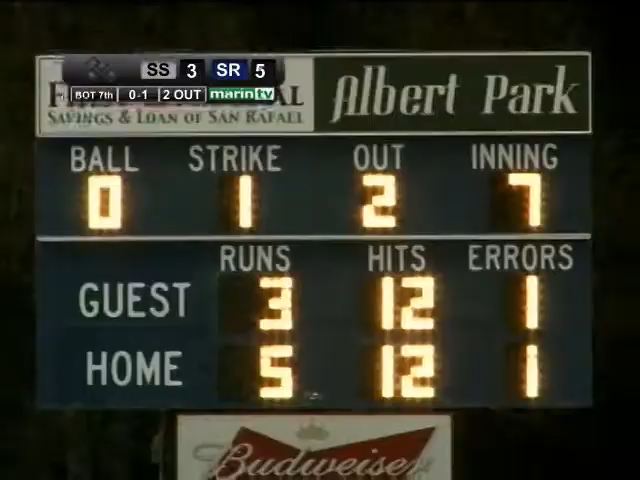 SS 3 SR 5
BOT 7th 0-1 2 OUT marin tv
SAVINGS & LOAN OF SAN RAFAEL
Albert Park
BALL STRIKE OUT INNING
0 1 2 7
RUNS HITS ERRORS
GUEST 3 12 1
HOME 5 12 1
Budweiser